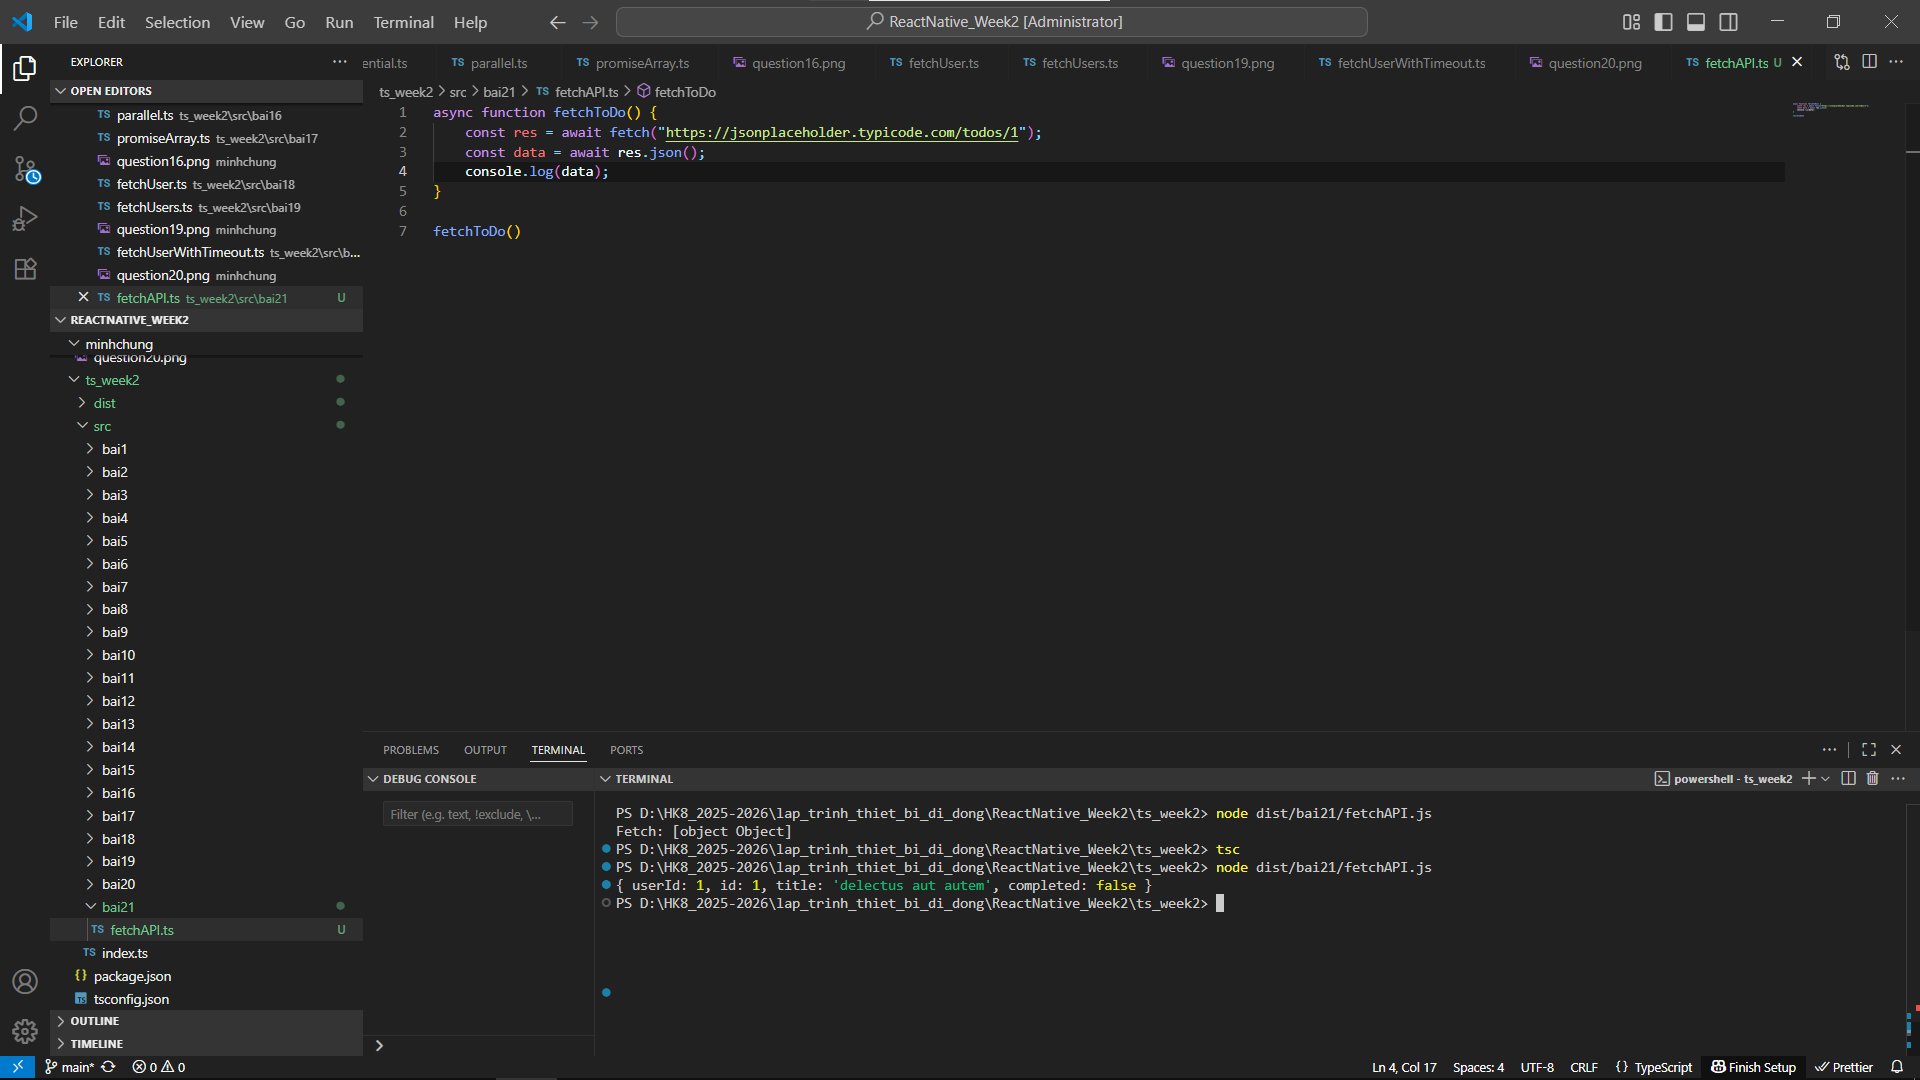 File Edit Selection View Go Run Terminal Help
ReactNative_Week2 [Administrator]
EXPLORER
ential.ts
TS parallel.ts
TS promiseArray.ts
question16.png
TS fetchUser.ts
TS fetchUsers.ts
question19.png
TS fetchUserWithTimeout.ts
question20.png
TS fetchAPI.ts U
OPEN EDITORS
TS parallel.ts ts_week2\src\bai16
TS promiseArray.ts ts_week2\src\bai17
question16.png minhchung
TS fetchUser.ts ts_week2\src\bai18
TS fetchUsers.ts ts_week2\src\bai19
question19.png minhchung
TS fetchUserWithTimeout.ts ts_week2\src\b...
question20.png minhchung
TS fetchAPI.ts ts_week2\src\bai21 U
REACTNATIVE_WEEK2
minhchung
question20.png
ts_week2
dist
src
bai1
bai2
bai3
bai4
bai5
bai6
bai7
bai8
bai9
bai10
bai11
bai12
bai13
bai14
bai15
bai16
bai17
bai18
bai19
bai20
bai21
TS fetchAPI.ts U
TS index.ts
{} package.json
tsconfig.json
OUTLINE
TIMELINE
ts_week2 > src > bai21 > TS fetchAPI.ts > fetchToDo
1 async function fetchToDo() {
2 const res = await fetch("https://jsonplaceholder.typicode.com/todos/1");
3 const data = await res.json();
4 console.log(data);
5 }
6
7 fetchToDo()
PROBLEMS OUTPUT TERMINAL PORTS
DEBUG CONSOLE
Filter (e.g. text, !exclude, \...
TERMINAL
powershell - ts_week2
PS D:\HK8_2025-2026\lap_trinh_thiet_bi_di_dong\ReactNative_Week2\ts_week2> node dist/bai21/fetchAPI.js
Fetch: [object Object]
PS D:\HK8_2025-2026\lap_trinh_thiet_bi_di_dong\ReactNative_Week2\ts_week2> tsc
PS D:\HK8_2025-2026\lap_trinh_thiet_bi_di_dong\ReactNative_Week2\ts_week2> node dist/bai21/fetchAPI.js
{ userId: 1, id: 1, title: 'delectus aut autem', completed: false }
PS D:\HK8_2025-2026\lap_trinh_thiet_bi_di_dong\ReactNative_Week2\ts_week2>
main* 0 0
Ln 4, Col 17 Spaces: 4 UTF-8 CRLF {} TypeScript Finish Setup Prettier